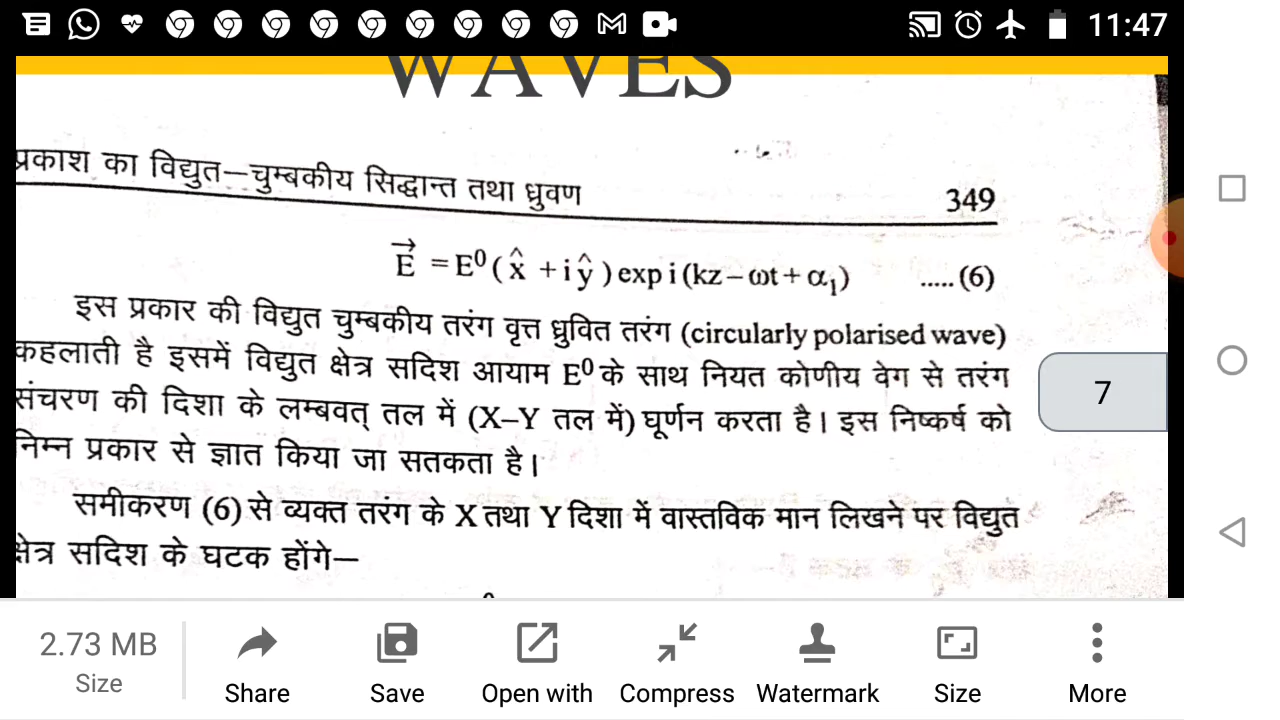 11:47
WAVES
प्रकाश का विद्युत–चुम्बकीय सिद्धान्त तथा ध्रुवण 349
E⃗ = E⁰ ( x̂ + i ŷ ) exp i (kz – ωt + α₁) ..... (6)
इस प्रकार की विद्युत चुम्बकीय तरंग वृत्त ध्रुवित तरंग (circularly polarised wave)
कहलाती है इसमें विद्युत क्षेत्र सदिश आयाम E⁰ के साथ नियत कोणीय वेग से तरंग
संचरण की दिशा के लम्बवत् तल में (X–Y तल में) घूर्णन करता है। इस निष्कर्ष को
निम्न प्रकार से ज्ञात किया जा सतकता है।
समीकरण (6) से व्यक्त तरंग के X तथा Y दिशा में वास्तविक मान लिखने पर विद्युत
क्षेत्र सदिश के घटक होंगे–
7
2.73 MB
Size
Share
Save
Open with
Compress
Watermark
Size
More